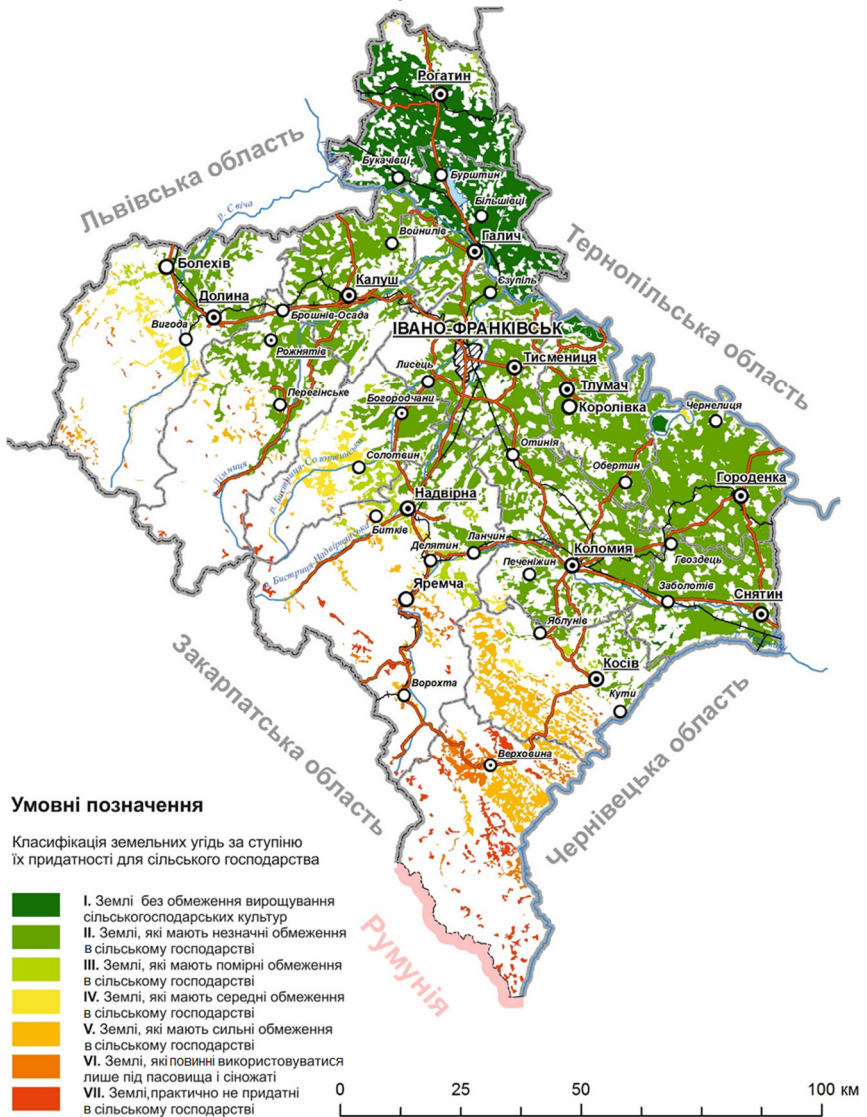 Рогатин
Букачівці
Бурштин
Більшівці
Львівська область
р. Свіча
Войнилів
Галич
Тернопільська область
Болехів
Єзупіль
Калуш
Долина
Брошнів-Осада
Вигода
ІВАНО-ФРАНКІВСЬК
Рожнятів
Лисець
Тисмениця
Тлумач
Перегінське
Богородчани
Королівка
Чернелиця
Солотвин
Отинія
Обертин
Городенка
р. Бистриця-Солотвинська
Надвірна
Битків
р. Бистриця-Надвірнянська
Делятин
Ланчин
Коломия
Гвоздець
Печеніжин
Яремча
Заболотів
Снятин
Яблунів
Закарпатська область
Косів
Ворохта
Кути
Верховина
Чернівецька область
Румунія
Умовні позначення
Класифікація земельних угідь за ступіню
їх придатності для сільського господарства
I. Землі без обмеження вирощування
сільськогосподарських культур
II. Землі, які мають незначні обмеження
в сільському господарстві
III. Землі, які мають помірні обмеження
в сільському господарстві
IV. Землі, які мають середні обмеження
в сільському господарстві
V. Землі, які мають сильні обмеження
в сільському господарстві
VI. Землі, які повинні використовуватися
лише під пасовища і сіножаті
VII. Землі,практично не придатні
в сільському господарстві
0 25 50 100 км